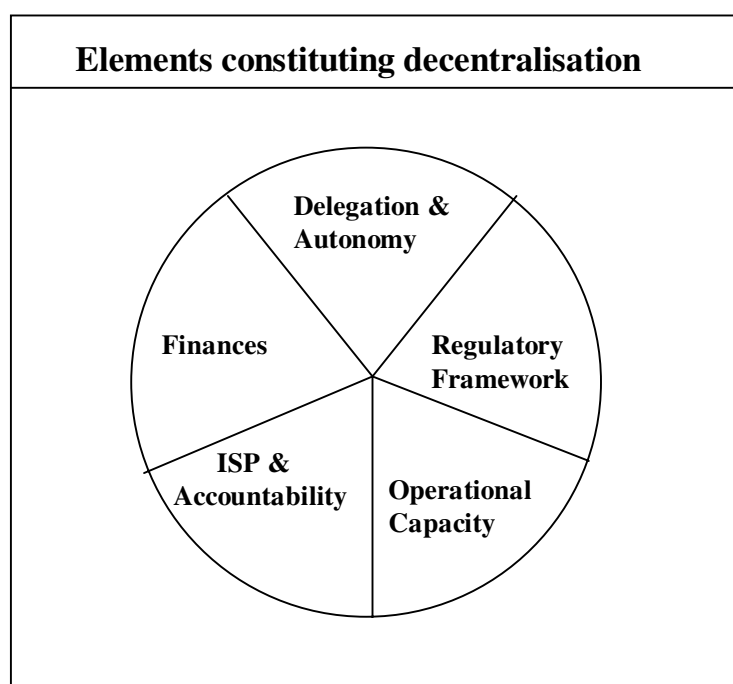 Elements constituting decentralisation
Delegation &
Autonomy
Finances
Regulatory
Framework
ISP &
Accountability
Operational
Capacity